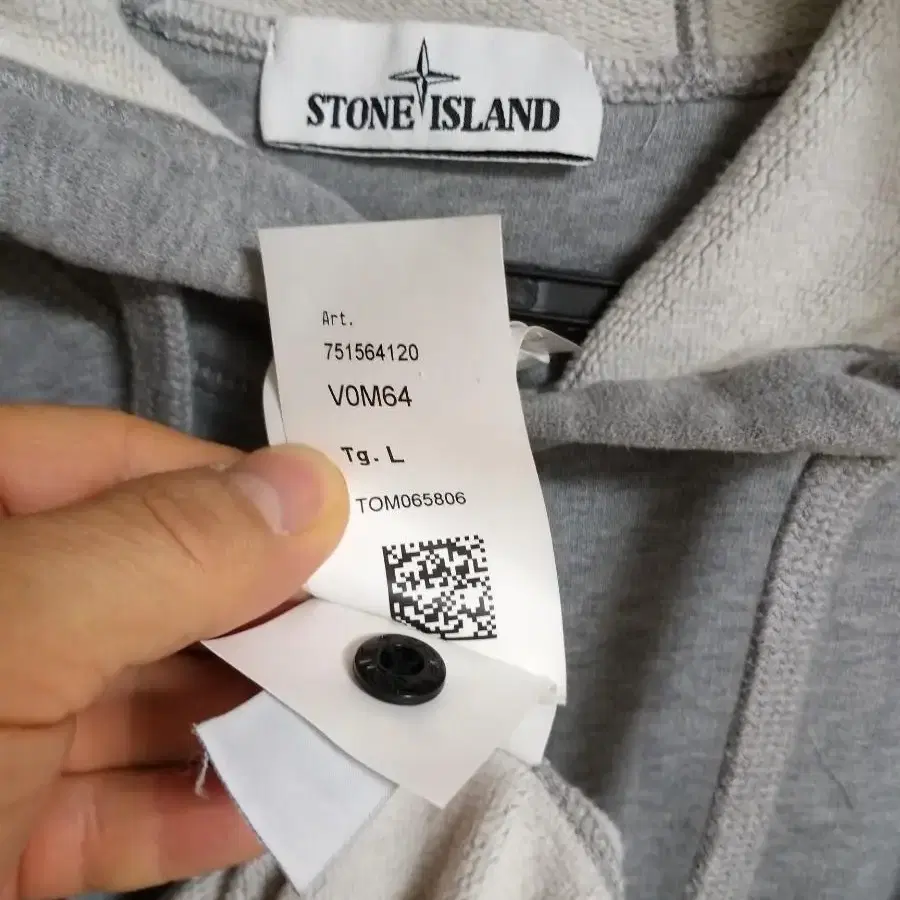 STONE ISLAND
Art.
751564120
V0M64
Tg. L
TOM065806